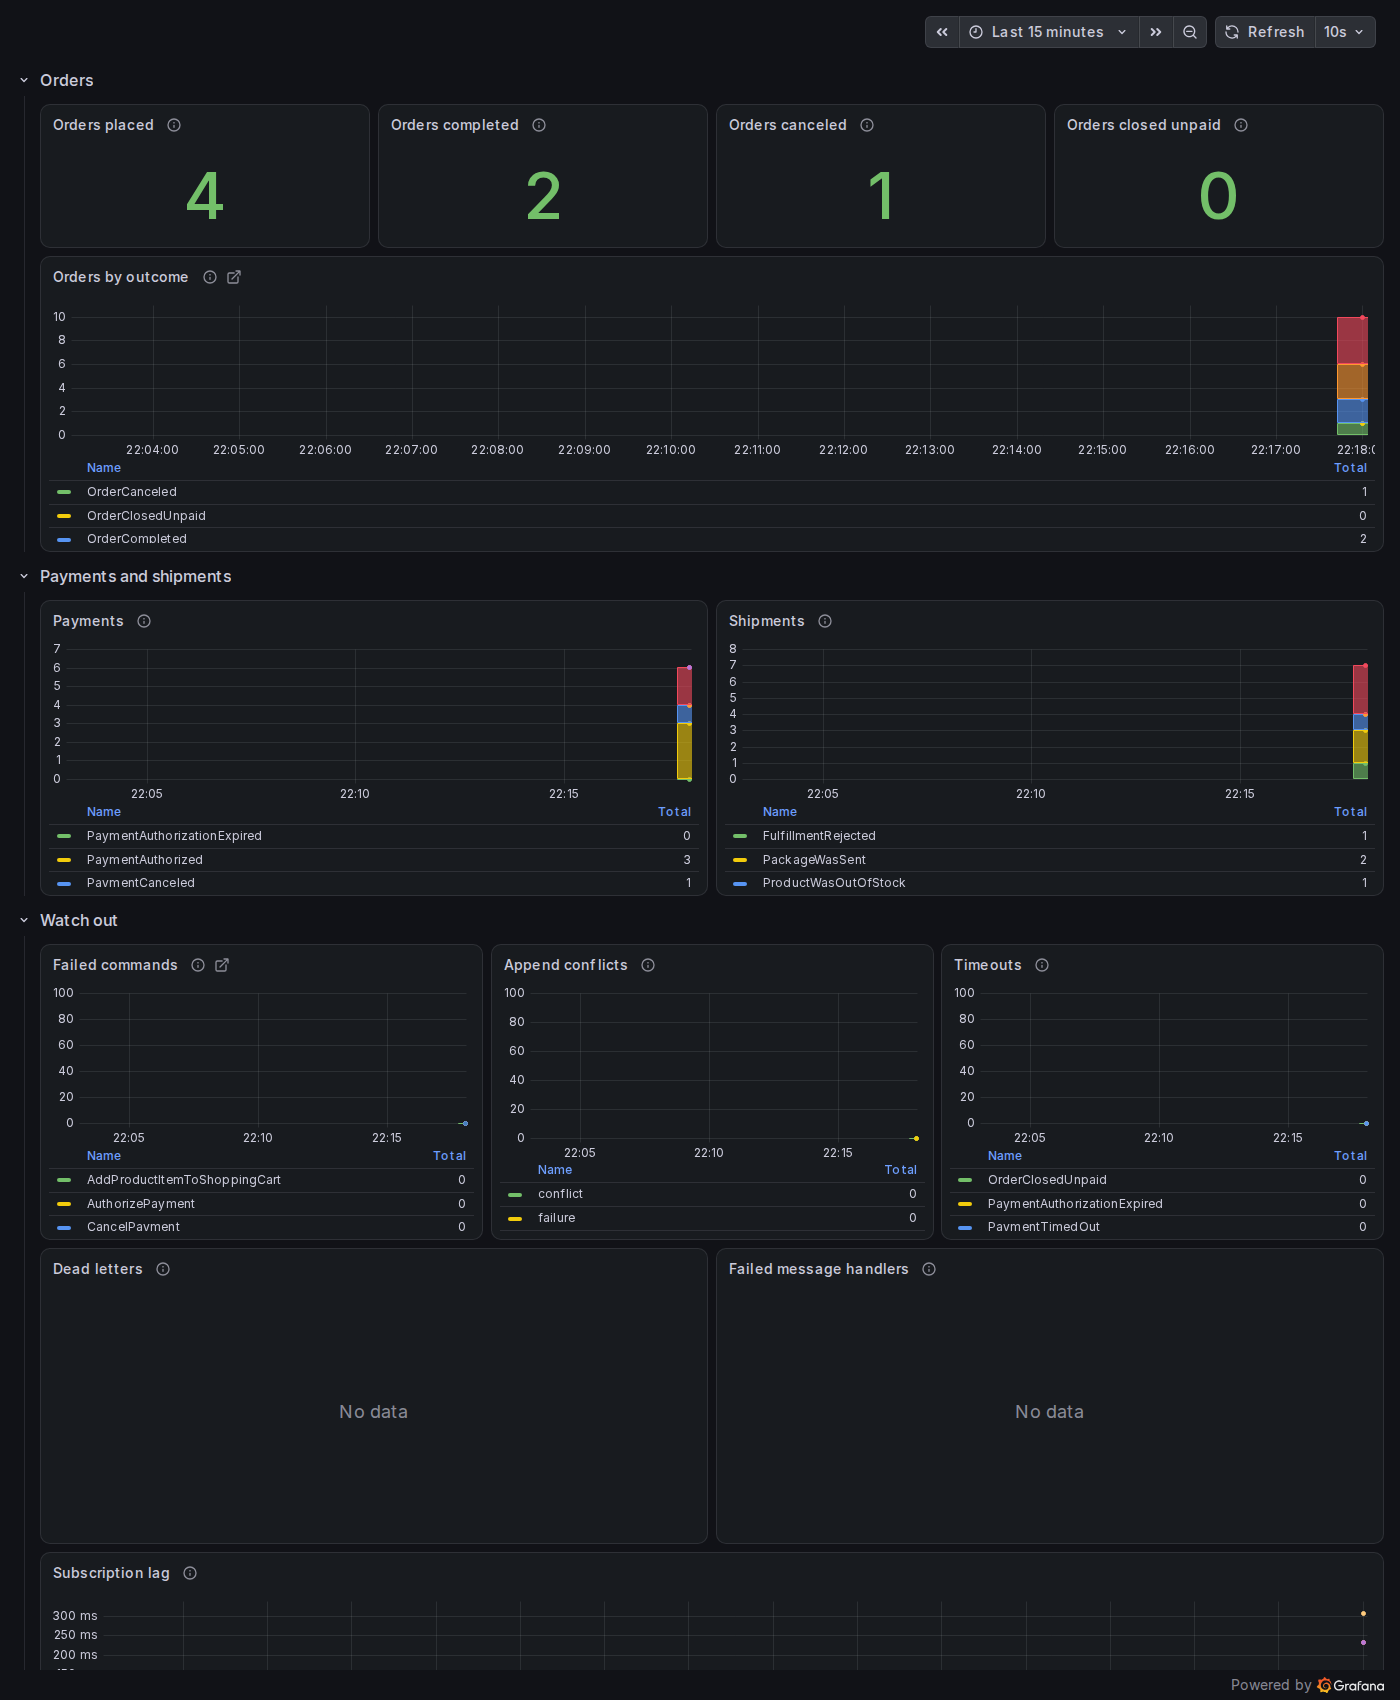 Last 15 minutes
Refresh
10s
Orders
Orders placed
Orders completed
Orders canceled
Orders closed unpaid
4
2
1
0
Orders by outcome
10
8
6
4
2
0
22:04:00 22:05:00 22:06:00 22:07:00 22:08:00 22:09:00 22:10:00 22:11:00 22:12:00 22:13:00 22:14:00 22:15:00 22:16:00 22:17:00 22:18:0
Name Total
OrderCanceled 1
OrderClosedUnpaid 0
OrderCompleted 2
Payments and shipments
Payments
7
6
5
4
3
2
1
0
22:05 22:10 22:15
Name Total
PaymentAuthorizationExpired 0
PaymentAuthorized 3
PaymentCanceled 1
Shipments
8
7
6
5
4
3
2
1
0
22:05 22:10 22:15
Name Total
FulfillmentRejected 1
PackageWasSent 2
ProductWasOutOfStock 1
Watch out
Failed commands
100
80
60
40
20
0
22:05 22:10 22:15
Name Total
AddProductItemToShoppingCart 0
AuthorizePayment 0
CancelPayment 0
Append conflicts
100
80
60
40
20
0
22:05 22:10 22:15
Name Total
conflict 0
failure 0
Timeouts
100
80
60
40
20
0
22:05 22:10 22:15
Name Total
OrderClosedUnpaid 0
PaymentAuthorizationExpired 0
PaymentTimedOut 0
Dead letters
No data
Failed message handlers
No data
Subscription lag
300 ms
250 ms
200 ms
Powered by Grafana